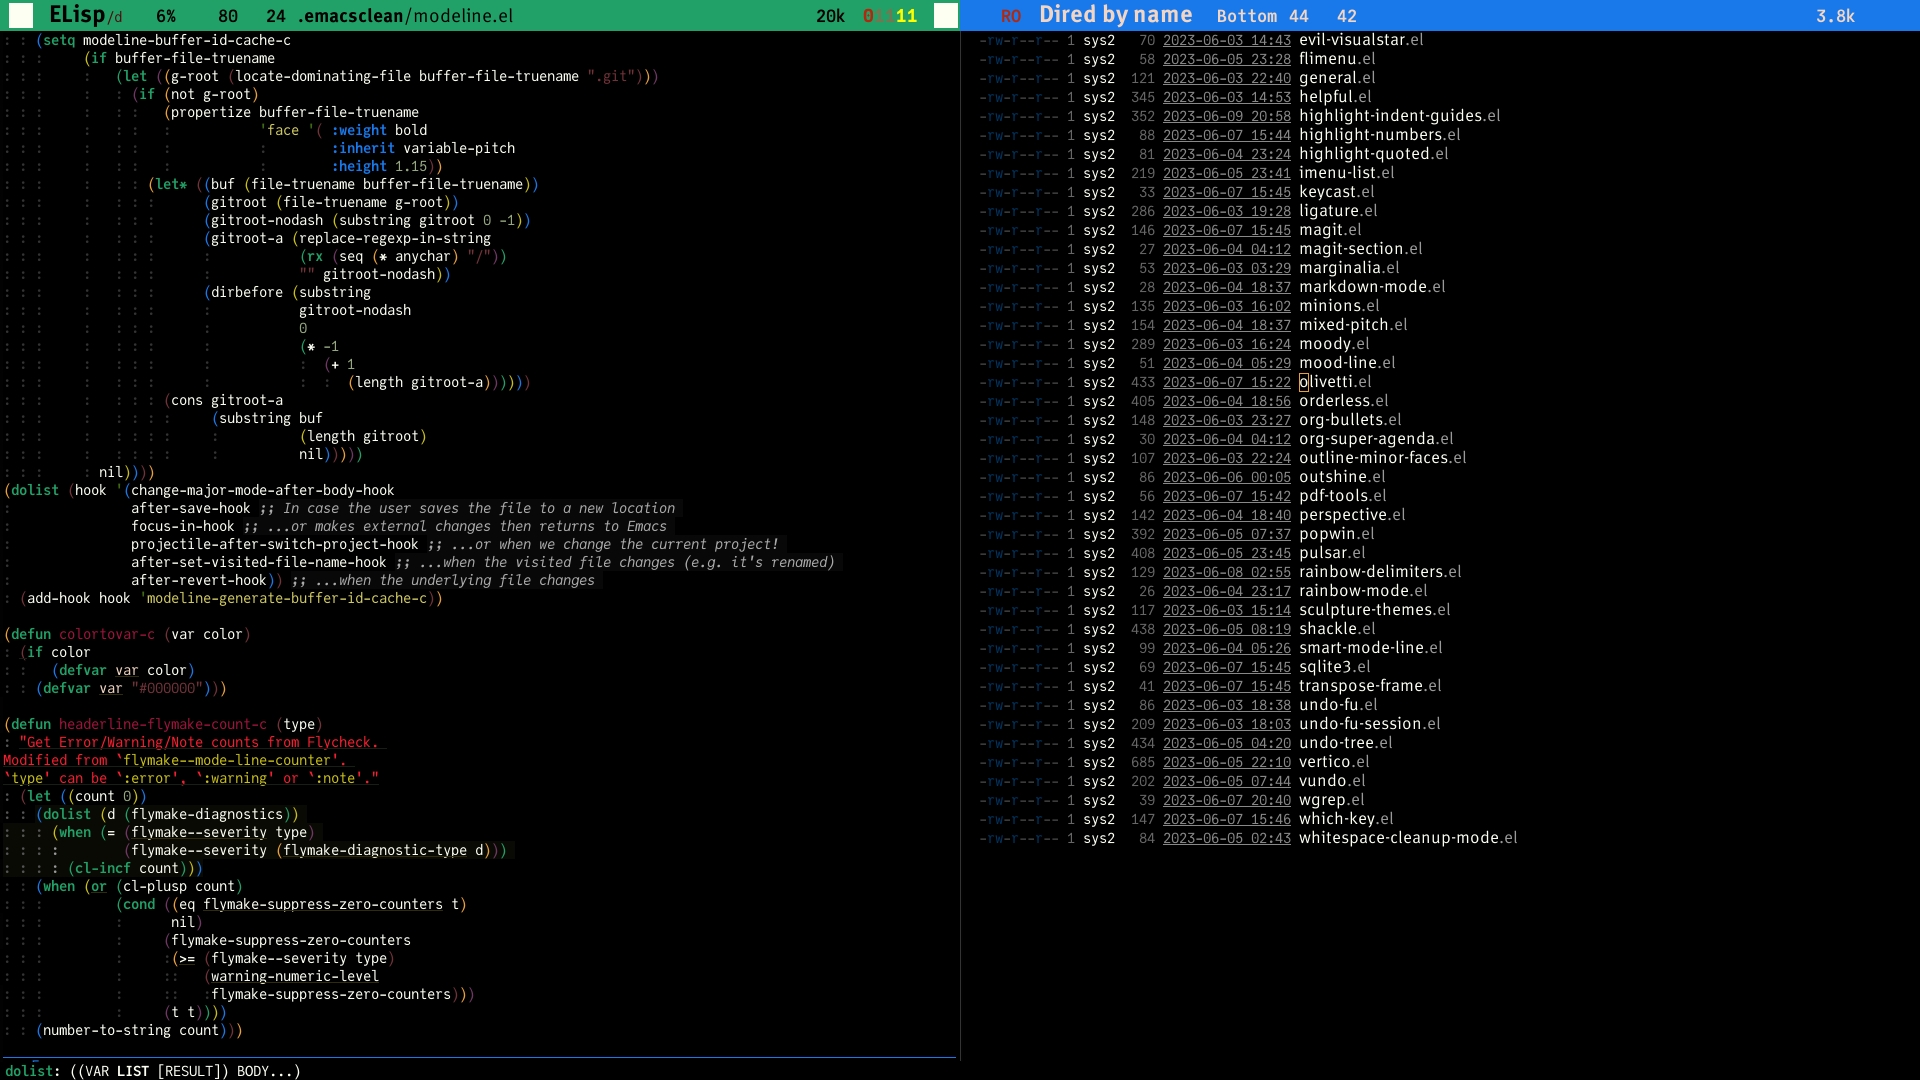 ELisp/d 6% 80 24 .emacsclean/modeline.el 20k 0 11
(setq modeline-buffer-id-cache-c
(if buffer-file-truename
(let ((g-root (locate-dominating-file buffer-file-truename ".git")))
(if (not g-root)
(propertize buffer-file-truename
'face '( :weight bold
:inherit variable-pitch
:height 1.15))
(let* ((buf (file-truename buffer-file-truename))
(gitroot (file-truename g-root))
(gitroot-nodash (substring gitroot 0 -1))
(gitroot-a (replace-regexp-in-string
(rx (seq (* anychar) "/"))
"" gitroot-nodash))
(dirbefore (substring
gitroot-nodash
0
(* -1
(+ 1
(length gitroot-a))))))
(cons gitroot-a
(substring buf
(length gitroot)
nil)))))
nil))))
(dolist (hook '(change-major-mode-after-body-hook
after-save-hook ;; In case the user saves the file to a new location
focus-in-hook ;; ...or makes external changes then returns to Emacs
projectile-after-switch-project-hook ;; ...or when we change the current project!
after-set-visited-file-name-hook ;; ...when the visited file changes (e.g. it's renamed)
after-revert-hook)) ;; ...when the underlying file changes
(add-hook hook 'modeline-generate-buffer-id-cache-c))
(defun colortovar-c (var color)
(if color
(defvar var color)
(defvar var "#000000")))
(defun headerline-flymake-count-c (type)
"Get Error/Warning/Note counts from Flycheck.
Modified from `flymake--mode-line-counter'.
`type' can be `:error', `:warning' or `:note'."
(let ((count 0))
(dolist (d (flymake-diagnostics))
(when (= (flymake--severity type)
(flymake--severity (flymake-diagnostic-type d)))
(cl-incf count)))
(when (or (cl-plusp count)
(cond ((eq flymake-suppress-zero-counters t)
nil)
(flymake-suppress-zero-counters
(>= (flymake--severity type)
(warning-numeric-level
flymake-suppress-zero-counters)))
(t t))))
(number-to-string count)))
dolist: ((VAR LIST [RESULT]) BODY...)
RO Dired by name Bottom 44 42 3.8k
-rw-r--r-- 1 sys2 70 2023-06-03 14:43 evil-visualstar.el
-rw-r--r-- 1 sys2 58 2023-06-05 23:28 flimenu.el
-rw-r--r-- 1 sys2 121 2023-06-03 22:40 general.el
-rw-r--r-- 1 sys2 345 2023-06-03 14:53 helpful.el
-rw-r--r-- 1 sys2 352 2023-06-09 20:58 highlight-indent-guides.el
-rw-r--r-- 1 sys2 88 2023-06-07 15:44 highlight-numbers.el
-rw-r--r-- 1 sys2 81 2023-06-04 23:24 highlight-quoted.el
-rw-r--r-- 1 sys2 219 2023-06-05 23:41 imenu-list.el
-rw-r--r-- 1 sys2 33 2023-06-07 15:45 keycast.el
-rw-r--r-- 1 sys2 286 2023-06-03 19:28 ligature.el
-rw-r--r-- 1 sys2 146 2023-06-07 15:45 magit.el
-rw-r--r-- 1 sys2 27 2023-06-04 04:12 magit-section.el
-rw-r--r-- 1 sys2 53 2023-06-03 03:29 marginalia.el
-rw-r--r-- 1 sys2 28 2023-06-04 18:37 markdown-mode.el
-rw-r--r-- 1 sys2 135 2023-06-03 16:02 minions.el
-rw-r--r-- 1 sys2 154 2023-06-04 18:37 mixed-pitch.el
-rw-r--r-- 1 sys2 289 2023-06-03 16:24 moody.el
-rw-r--r-- 1 sys2 51 2023-06-04 05:29 mood-line.el
-rw-r--r-- 1 sys2 433 2023-06-07 15:22 olivetti.el
-rw-r--r-- 1 sys2 405 2023-06-04 18:56 orderless.el
-rw-r--r-- 1 sys2 148 2023-06-03 23:27 org-bullets.el
-rw-r--r-- 1 sys2 30 2023-06-04 04:12 org-super-agenda.el
-rw-r--r-- 1 sys2 107 2023-06-03 22:24 outline-minor-faces.el
-rw-r--r-- 1 sys2 86 2023-06-06 00:05 outshine.el
-rw-r--r-- 1 sys2 56 2023-06-07 15:42 pdf-tools.el
-rw-r--r-- 1 sys2 142 2023-06-04 18:40 perspective.el
-rw-r--r-- 1 sys2 392 2023-06-05 07:37 popwin.el
-rw-r--r-- 1 sys2 408 2023-06-05 23:45 pulsar.el
-rw-r--r-- 1 sys2 129 2023-06-08 02:55 rainbow-delimiters.el
-rw-r--r-- 1 sys2 26 2023-06-04 23:17 rainbow-mode.el
-rw-r--r-- 1 sys2 117 2023-06-03 15:14 sculpture-themes.el
-rw-r--r-- 1 sys2 438 2023-06-05 08:19 shackle.el
-rw-r--r-- 1 sys2 99 2023-06-04 05:26 smart-mode-line.el
-rw-r--r-- 1 sys2 69 2023-06-07 15:45 sqlite3.el
-rw-r--r-- 1 sys2 41 2023-06-07 15:45 transpose-frame.el
-rw-r--r-- 1 sys2 86 2023-06-03 18:38 undo-fu.el
-rw-r--r-- 1 sys2 209 2023-06-03 18:03 undo-fu-session.el
-rw-r--r-- 1 sys2 434 2023-06-05 04:20 undo-tree.el
-rw-r--r-- 1 sys2 685 2023-06-05 22:10 vertico.el
-rw-r--r-- 1 sys2 202 2023-06-05 07:44 vundo.el
-rw-r--r-- 1 sys2 39 2023-06-07 20:40 wgrep.el
-rw-r--r-- 1 sys2 147 2023-06-07 15:46 which-key.el
-rw-r--r-- 1 sys2 84 2023-06-05 02:43 whitespace-cleanup-mode.el